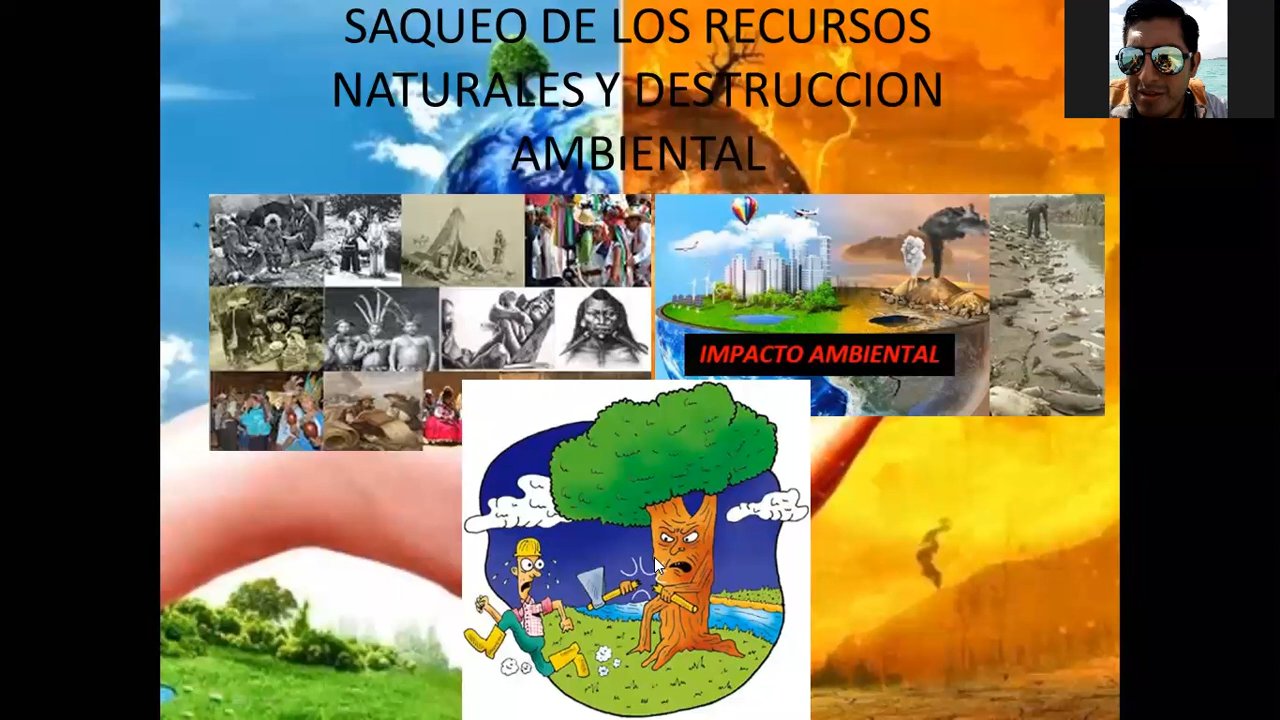 SAQUEO DE LOS RECURSOS
NATURALES Y DESTRUCCION
AMBIENTAL
IMPACTO AMBIENTAL